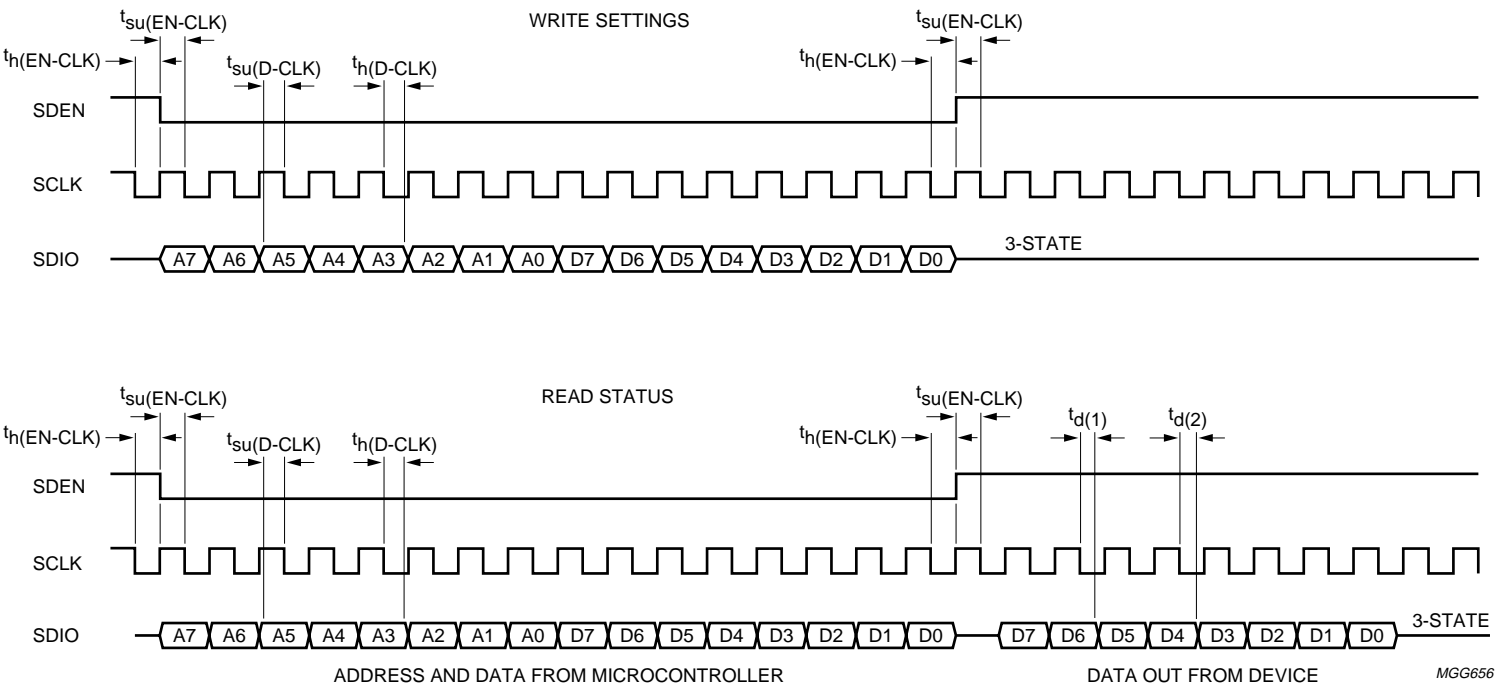 WRITE SETTINGS
tsu(EN-CLK)
tsu(EN-CLK)
th(EN-CLK)
tsu(D-CLK)
th(D-CLK)
th(EN-CLK)
SDEN
SCLK
SDIO A7 A6 A5 A4 A3 A2 A1 A0 D7 D6 D5 D4 D3 D2 D1 D0 3-STATE
READ STATUS
tsu(EN-CLK)
tsu(EN-CLK)
th(EN-CLK)
tsu(D-CLK)
th(D-CLK)
th(EN-CLK)
td(1)
td(2)
SDEN
SCLK
SDIO A7 A6 A5 A4 A3 A2 A1 A0 D7 D6 D5 D4 D3 D2 D1 D0 D7 D6 D5 D4 D3 D2 D1 D0 3-STATE
ADDRESS AND DATA FROM MICROCONTROLLER
DATA OUT FROM DEVICE
MGG656